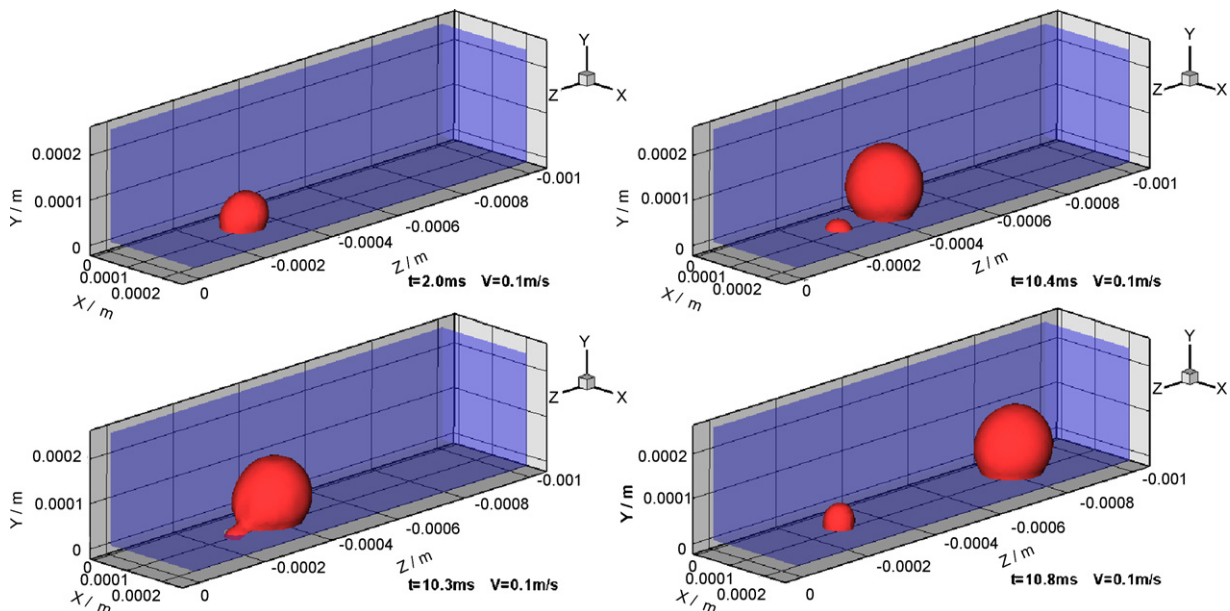 Y
Z
X
0.0002
0.0001
0
Y / m
0
0.0001
0.0002
X / m
0
-0.0002
-0.0004
-0.0006
-0.0008
-0.001
Z / m
t=2.0ms V=0.1m/s
Y
Z
X
0.0002
0.0001
0
Y / m
0
0.0001
0.0002
X / m
0
-0.0002
-0.0004
-0.0006
-0.0008
-0.001
Z / m
t=10.4ms V=0.1m/s
Y
Z
X
0.0002
0.0001
0
Y / m
0
0.0001
0.0002
X / m
0
-0.0002
-0.0004
-0.0006
-0.0008
-0.001
Z / m
t=10.3ms V=0.1m/s
Y
Z
X
0.0002
0.0001
0
Y / m
0
0.0001
0.0002
X / m
0
-0.0002
-0.0004
-0.0006
-0.0008
-0.001
Z / m
t=10.8ms V=0.1m/s